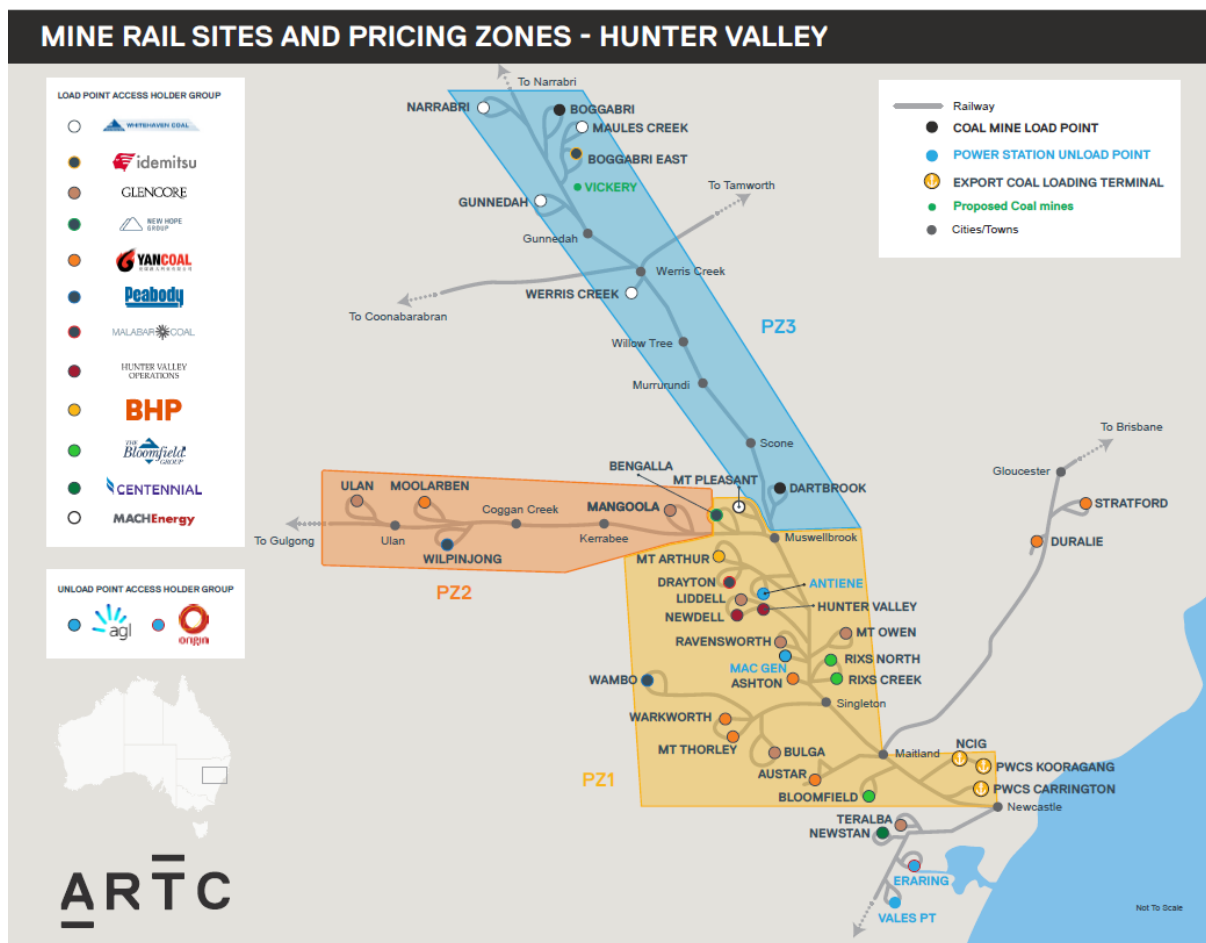 MINE RAIL SITES AND PRICING ZONES - HUNTER VALLEY
LOAD POINT ACCESS HOLDER GROUP
WHITEHAVEN COAL
idemitsu
GLENCORE
NEW HOPE
GROUP
YANCOAL
Peabody
MALABAR COAL
HUNTER VALLEY
OPERATIONS
BHP
THE
Bloomfield
GROUP
CENTENNIAL
MACHEnergy
UNLOAD POINT ACCESS HOLDER GROUP
agl
origin
ARTC
Railway
COAL MINE LOAD POINT
POWER STATION UNLOAD POINT
EXPORT COAL LOADING TERMINAL
Proposed Coal mines
Cities/Towns
To Narrabri
NARRABRI
BOGGABRI
MAULES CREEK
BOGGABRI EAST
VICKERY
To Tamworth
GUNNEDAH
Gunnedah
Werris Creek
WERRIS CREEK
To Coonabarabran
PZ3
Willow Tree
Murrurundi
Scone
To Brisbane
Gloucester
BENGALLA
MT PLEASANT
DARTBROOK
STRATFORD
DURALIE
ULAN
MOOLARBEN
MANGOOLA
Coggan Creek
To Gulgong
Ulan
Kerrabee
Muswellbrook
WILPINJONG
PZ2
MT ARTHUR
DRAYTON
ANTIENE
LIDDELL
HUNTER VALLEY
NEWDELL
RAVENSWORTH
MT OWEN
MAC GEN
RIXS NORTH
ASHTON
RIXS CREEK
WAMBO
Singleton
WARKWORTH
MT THORLEY
BULGA
Maitland
NCIG
PZ1
AUSTAR
PWCS KOORAGANG
BLOOMFIELD
PWCS CARRINGTON
Newcastle
TERALBA
NEWSTAN
ERARING
VALES PT
Not To Scale